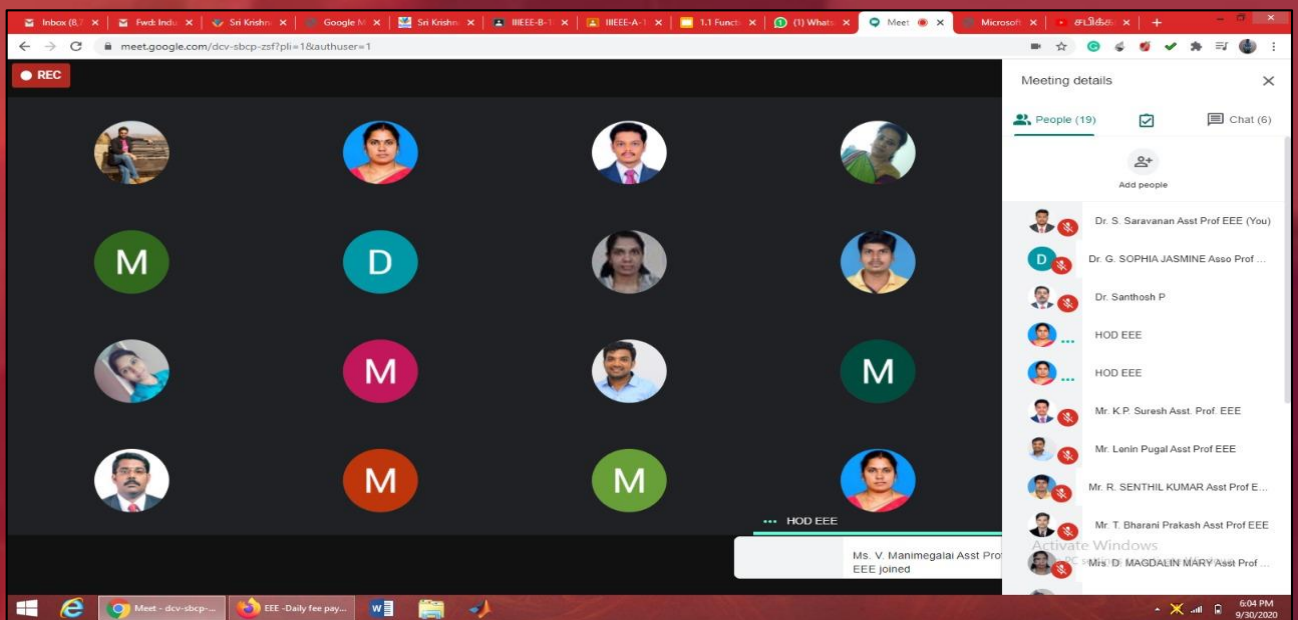 Inbox (8,7
Fwd: Indu
Sri Krishn
Google M
Sri Krishn
IIIEEE-B-1
IIIEEE-A-1
1.1 Functi
(1) Whats
Meet
Microsoft
meet.google.com/dcv-sbcp-zsf?pli=1&authuser=1
REC
Meeting details
People (19)
Chat (6)
Add people
Dr. S. Saravanan Asst Prof EEE (You)
D
Dr. G. SOPHIA JASMINE Asso Prof ...
Dr. Santhosh P
HOD EEE
HOD EEE
Mr. K.P. Suresh Asst. Prof. EEE
Mr. Lenin Pugal Asst Prof EEE
Mr. R. SENTHIL KUMAR Asst Prof E...
Mr. T. Bharani Prakash Asst Prof EEE
Mrs. D. MAGDALIN MARY Asst Prof ...
Activate Windows
M
D
M
M
M
M
HOD EEE
Ms. V. Manimegalai Asst Pro
EEE joined
Meet - dcv-sbcp-...
EEE -Daily fee pay...
6:04 PM
9/30/2020